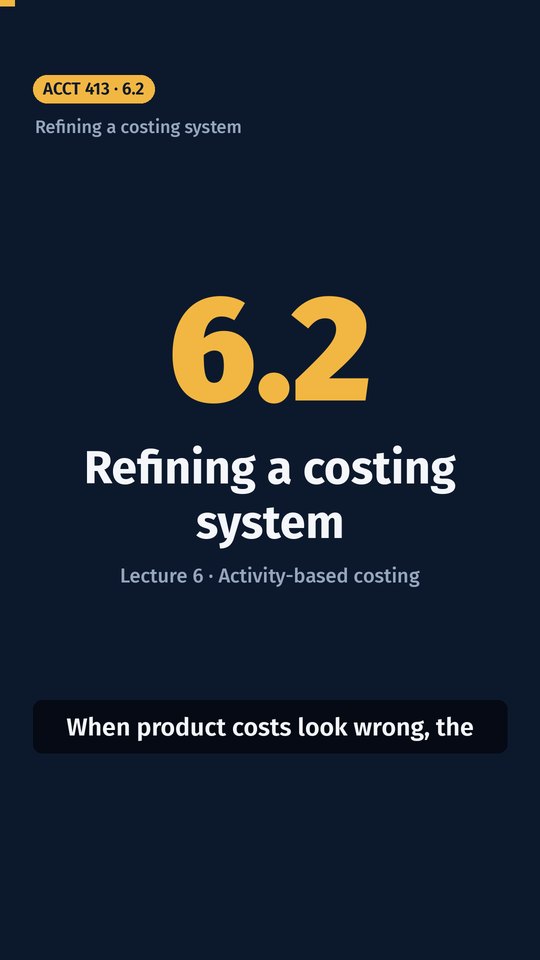 ACCT 413 · 6.2
Refining a costing system
6.2
Refining a costing
system
Lecture 6 · Activity-based costing
When product costs look wrong, the